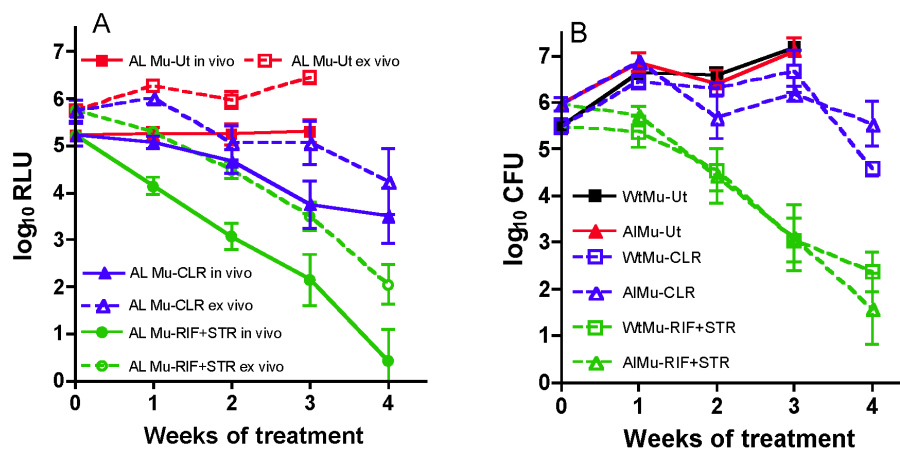 A
log10 RLU
7
6
5
4
3
2
1
0
AL Mu-Ut in vivo
AL Mu-Ut ex vivo
AL Mu-CLR in vivo
AL Mu-CLR ex vivo
AL Mu-RIF+STR in vivo
AL Mu-RIF+STR ex vivo
0 1 2 3 4
Weeks of treatment
B
log10 CFU
7
6
5
4
3
2
1
0
WtMu-Ut
AlMu-Ut
WtMu-CLR
AlMu-CLR
WtMu-RIF+STR
AlMu-RIF+STR
0 1 2 3 4
Weeks of treatment